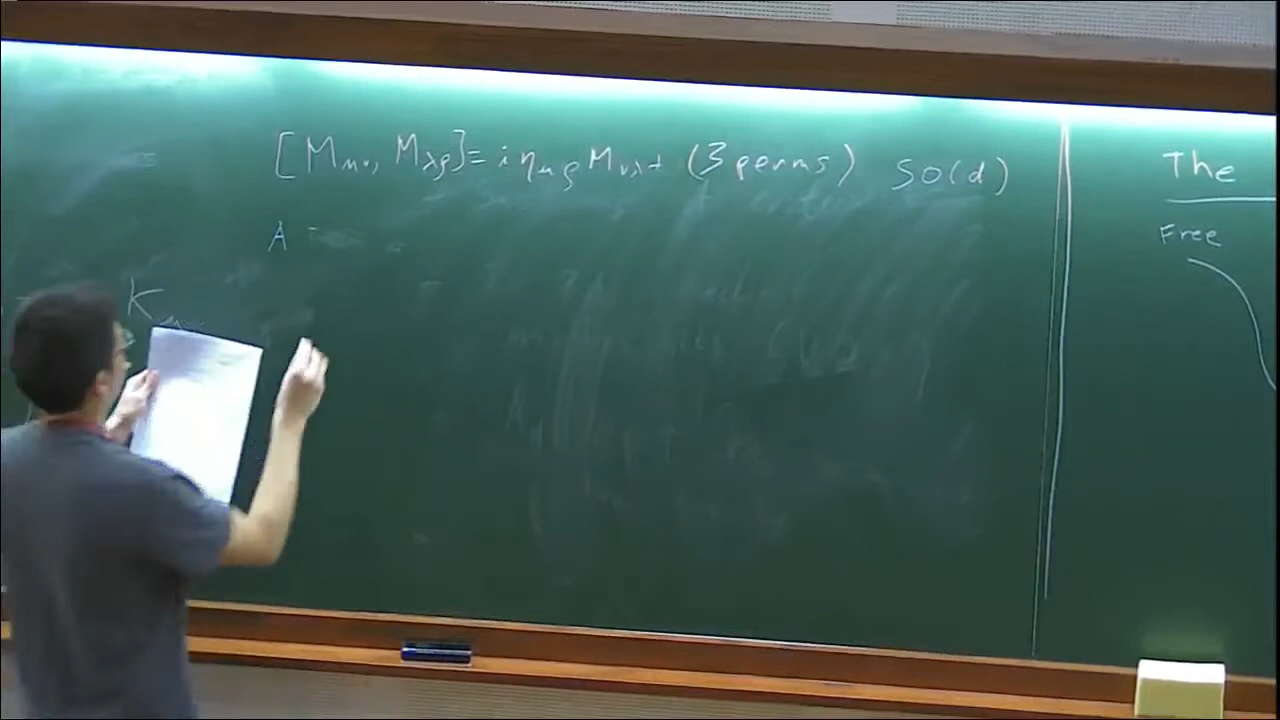 [M_{μν}, M_{λρ}] = i η_{μρ} M_{νλ} + (3 perms) SO(d)
A
K
The
Free